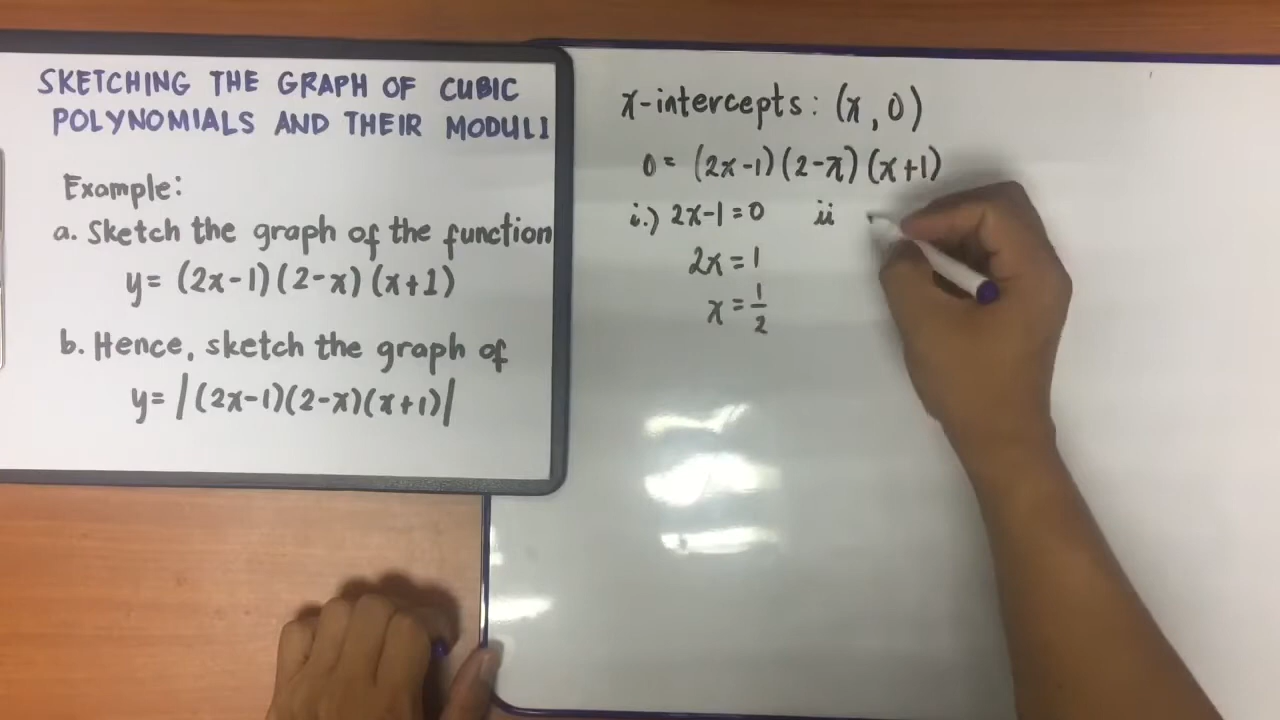 SKETCHING THE GRAPH OF CUBIC
POLYNOMIALS AND THEIR MODULI
Example:
a. Sketch the graph of the function
y= (2x-1)(2-x)(x+1)
b. Hence, sketch the graph of
y= |(2x-1)(2-x)(x+1)|
x-intercepts: (x, 0)
0= (2x-1)(2-x)(x+1)
i.) 2x-1=0 ii
2x=1
x=1/2